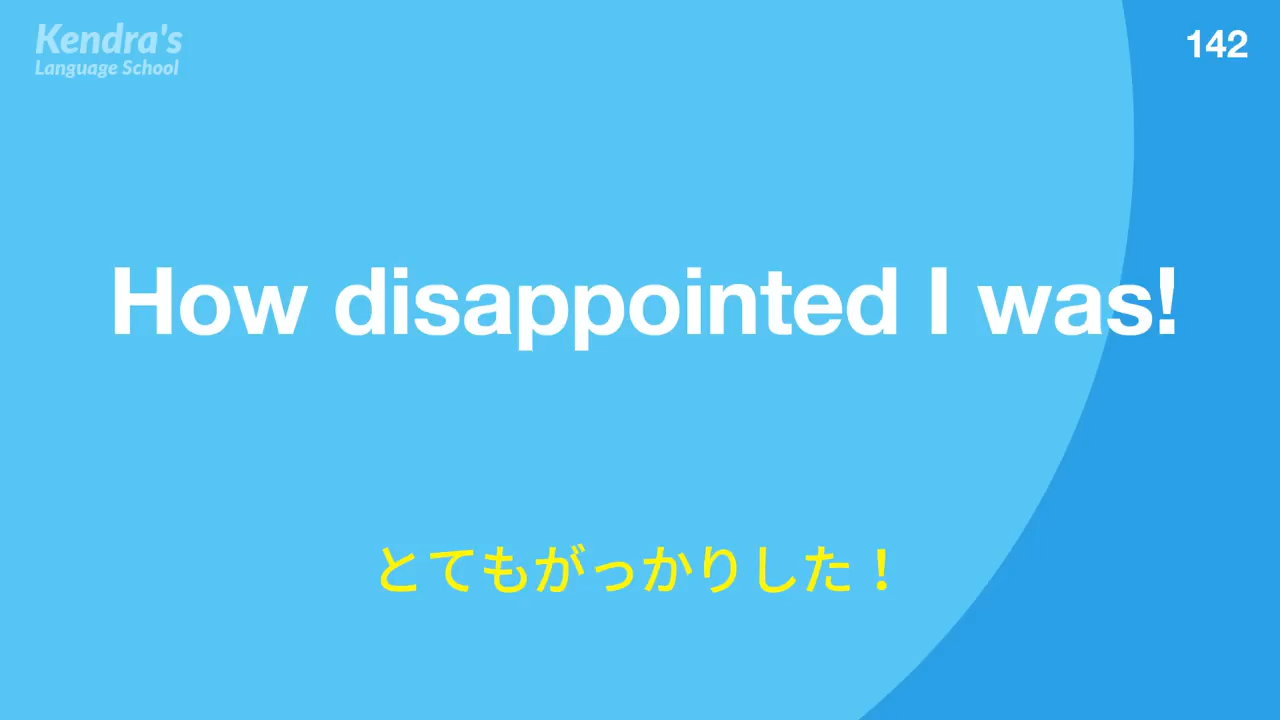 Kendra's
Language School
142
How disappointed I was!
とてもがっかりした！